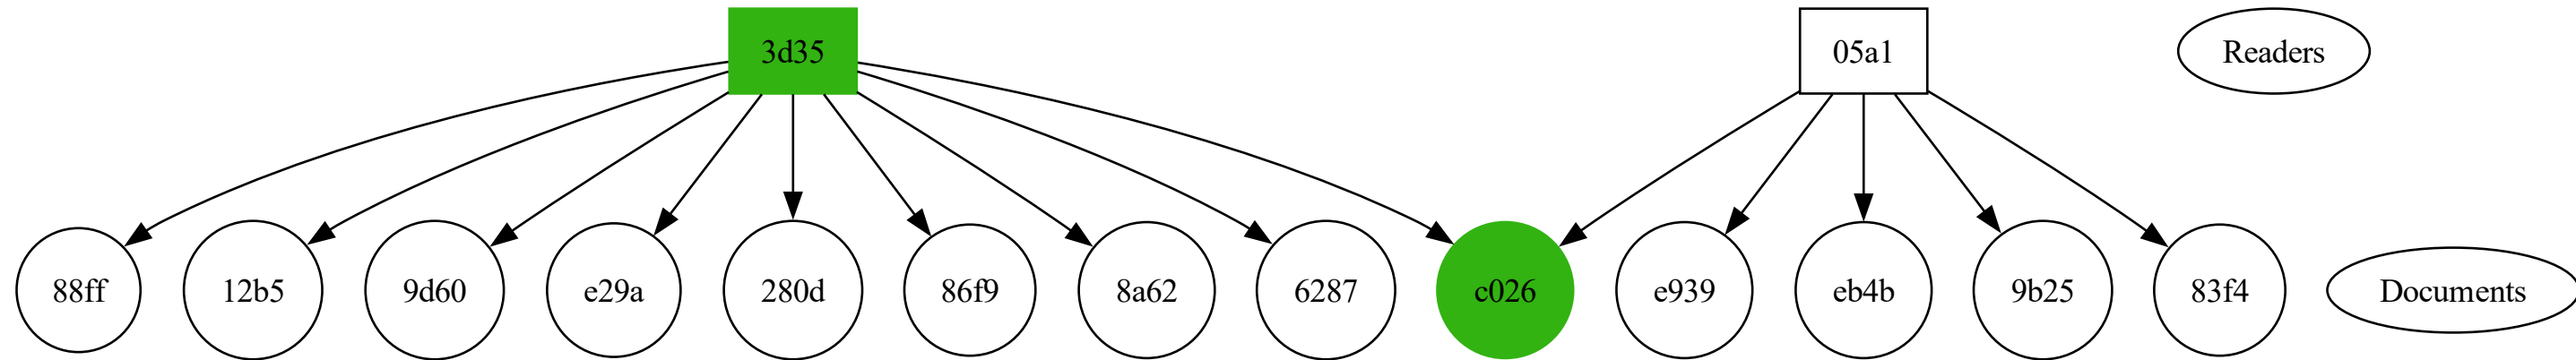 3d35
05a1
Readers
88ff
12b5
9d60
e29a
280d
86f9
8a62
6287
c026
e939
eb4b
9b25
83f4
Documents